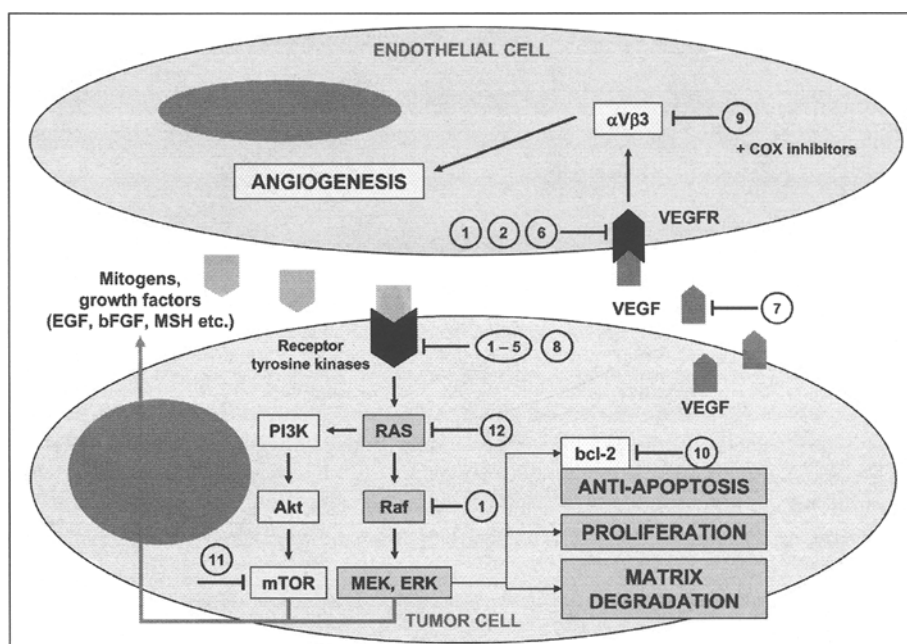 ENDOTHELIAL CELL
αVβ3
9
+ COX inhibitors
ANGIOGENESIS
1 2 6
VEGFR
Mitogens,
growth factors
(EGF, bFGF, MSH etc.)
VEGF
7
Receptor
tyrosine kinases
1 – 5
8
VEGF
PI3K
RAS
12
bcl-2
10
ANTI-APOPTOSIS
Akt
Raf
1
PROLIFERATION
11
mTOR
MEK, ERK
MATRIX
DEGRADATION
TUMOR CELL